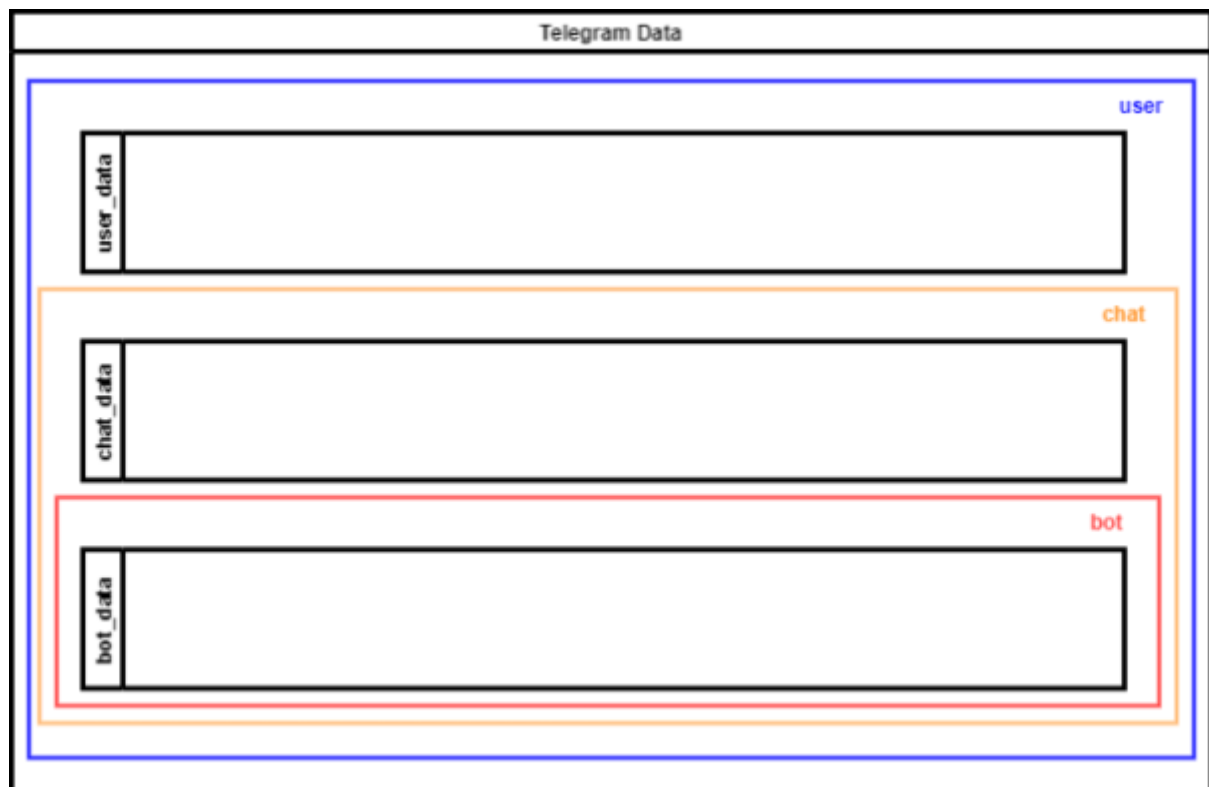 Telegram Data
user
user_data
chat
chat_data
bot
bot_data